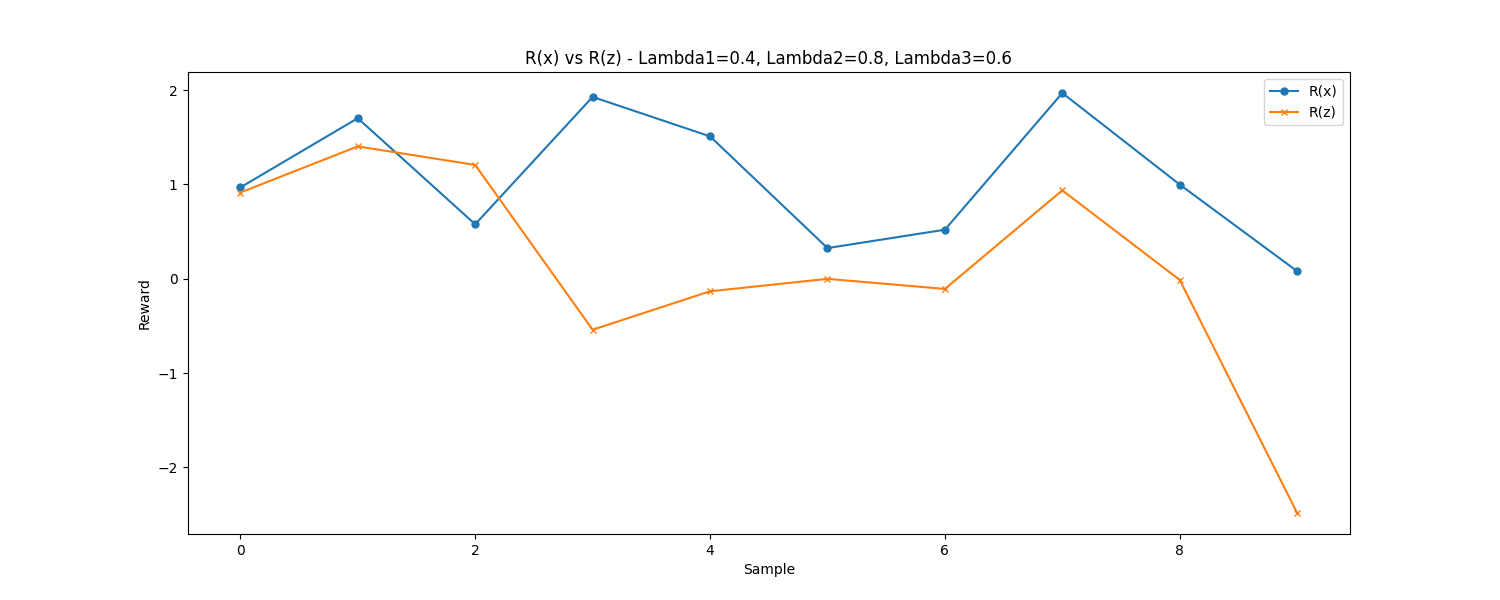 R(x) vs R(z) - Lambda1=0.4, Lambda2=0.8, Lambda3=0.6
R(x)
R(z)
2
1
0
−1
−2
Reward
0 2 4 6 8
Sample